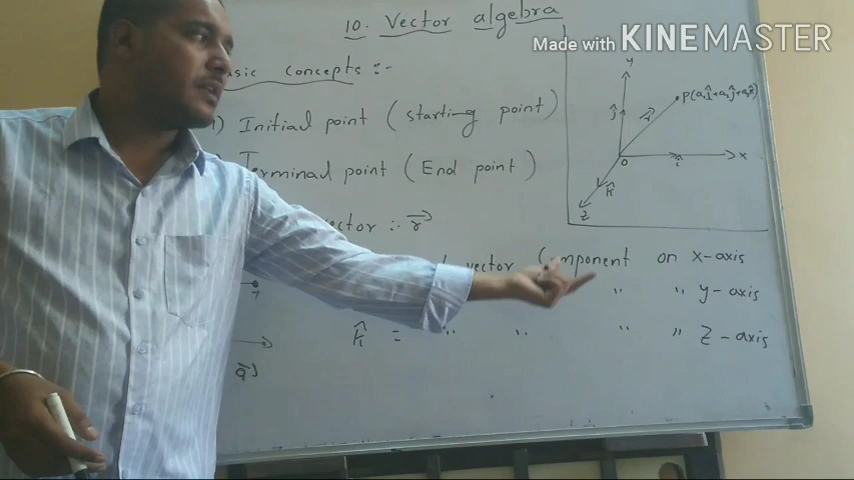 10. Vector algebra
Made with KINEMASTER
concepts :-
1) Initial point (starting point)
Terminal point (End point)
vector :- r⃗
vector component on x-axis
" " y-axis
k̂ = " " " " z-axis
a⃗)
y
ĵ
r⃗
P(a₁î+a₂ĵ+a₃k̂)
O
î
x
k̂
z